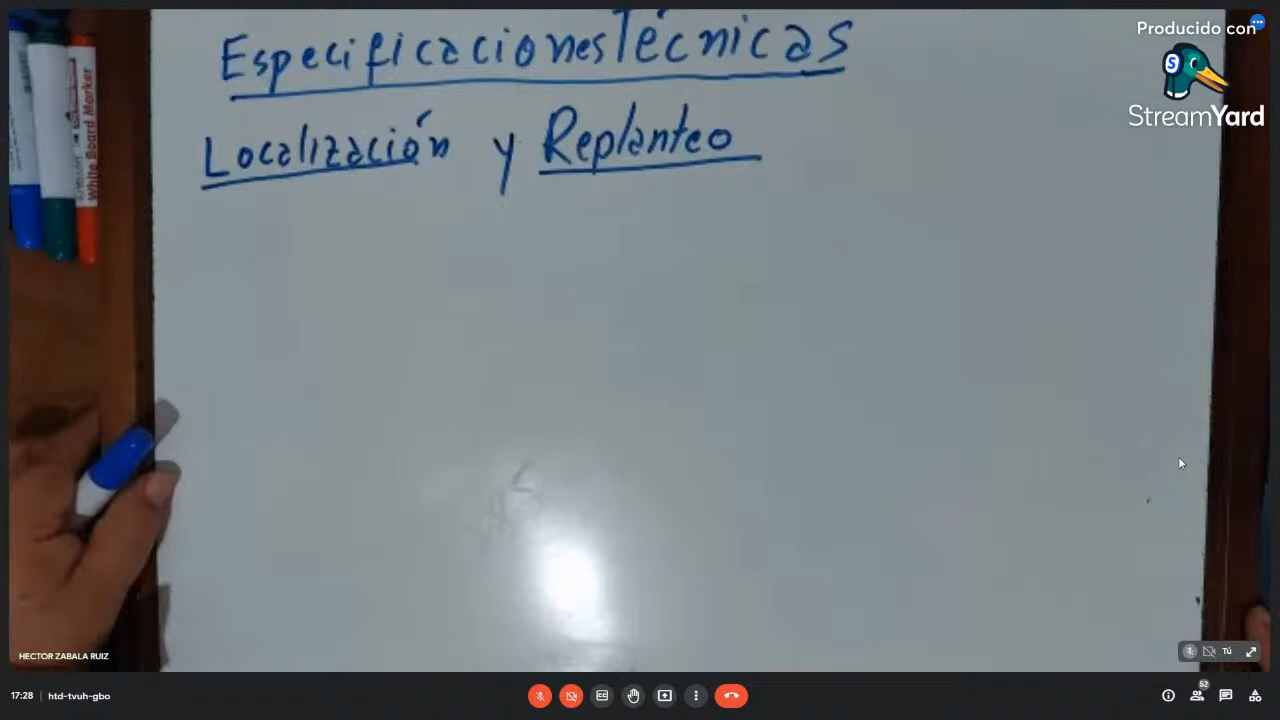 Producido con
StreamYard
Especificaciones Técnicas
Localización y Replanteo
White Board Marker
HECTOR ZABALA RUIZ
Tú
17:28 | htd-tvuh-gbo
52